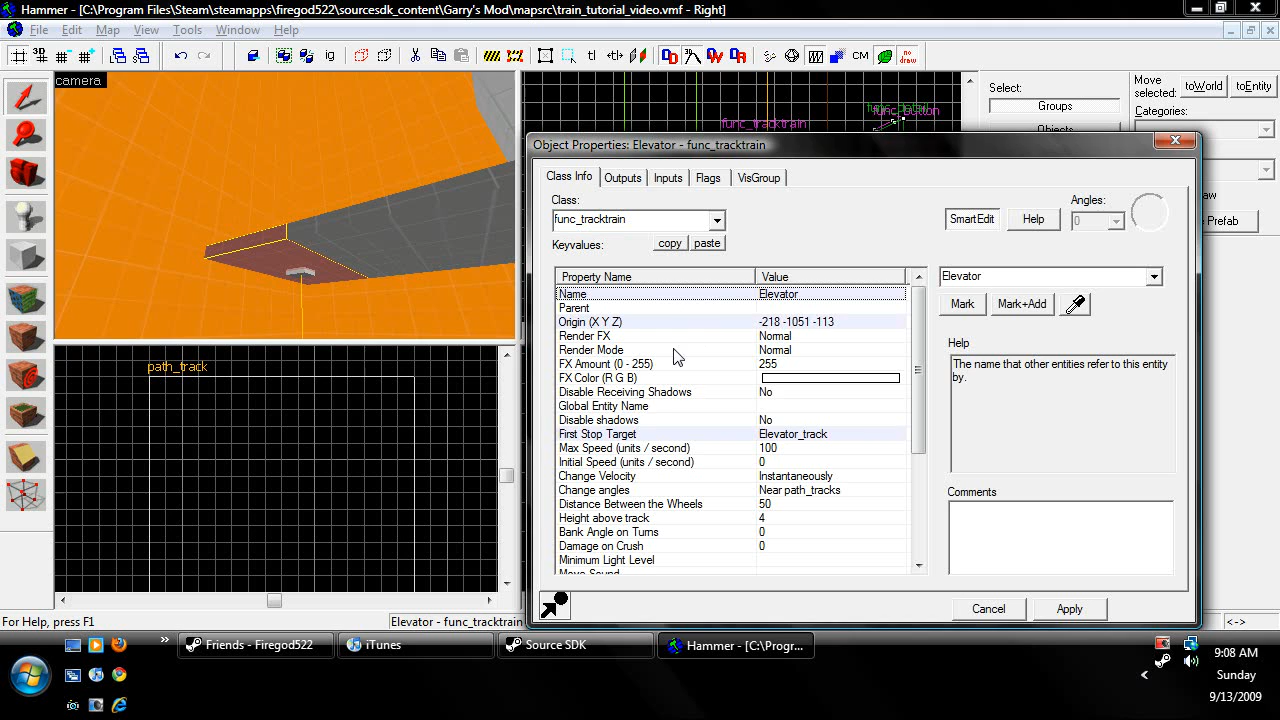 Hammer - [C:\Program Files\Steam\steamapps\firegod522\sourcesdk_content\Garry's Mod\mapsrc\train_tutorial_video.vmf - Right]
File Edit Map View Tools Window Help
camera
func_tracktrain
func_button
Select:
Groups
Objects
Move selected:
toWorld toEntity
Categories:
Prefab
Object Properties: Elevator - func_tracktrain
Class Info Outputs Inputs Flags VisGroup
Class:
func_tracktrain
SmartEdit Help
Angles:
0
Keyvalues: copy paste
Property Name Value
Name Elevator
Parent
Origin (X Y Z) -218 -1051 -113
Render FX Normal
Render Mode Normal
FX Amount (0 - 255) 255
FX Color (R G B)
Disable Receiving Shadows No
Global Entity Name
Disable shadows No
First Stop Target Elevator_track
Max Speed (units / second) 100
Initial Speed (units / second) 0
Change Velocity Instantaneously
Change angles Near path_tracks
Distance Between the Wheels 50
Height above track 4
Bank Angle on Turns 0
Damage on Crush 0
Minimum Light Level
Move Sound
Elevator
Mark Mark+Add
Help
The name that other entities refer to this entity
by.
Comments
Cancel Apply
path_track
For Help, press F1
Elevator - func_tracktrain
<->
Friends - Firegod522
iTunes
Source SDK
Hammer - [C:\Progr...
9:08 AM
Sunday
9/13/2009